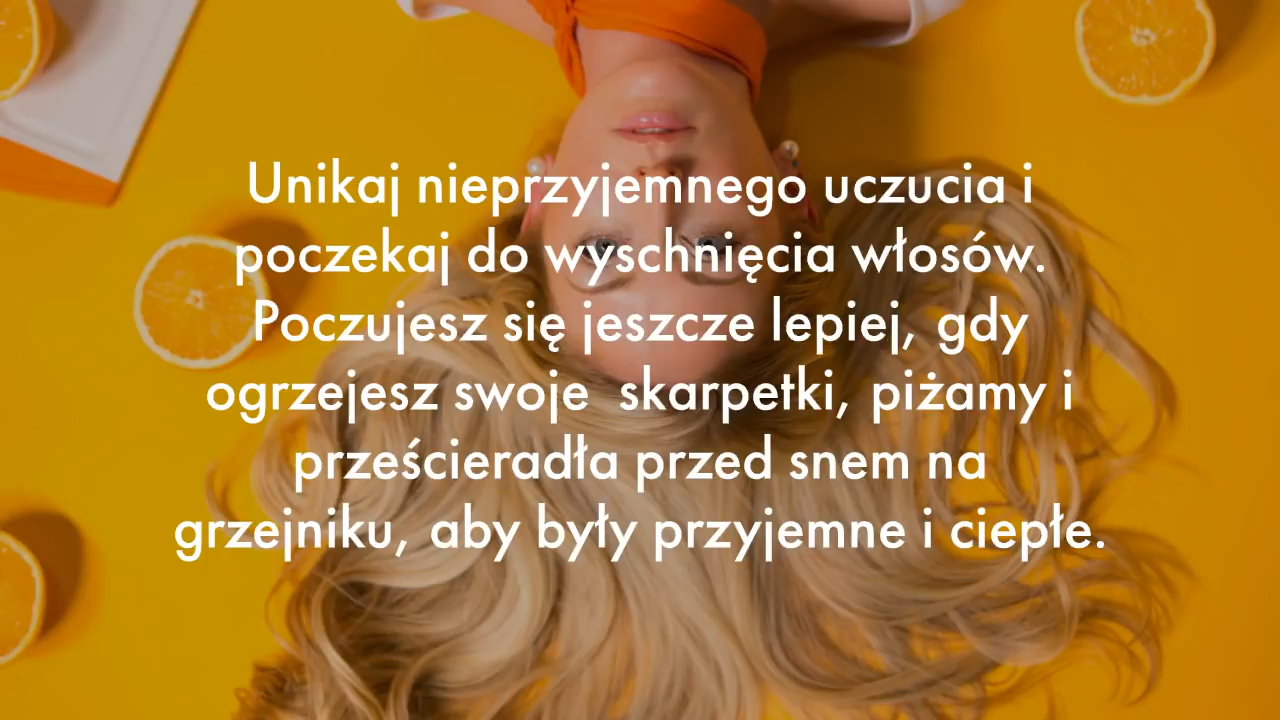 Unikaj nieprzyjemnego uczucia i
poczekaj do wyschnięcia włosów.
Poczujesz się jeszcze lepiej, gdy
ogrzejesz swoje  skarpetki, piżamy i
prześcieradła przed snem na
grzejniku, aby były przyjemne i ciepłe.